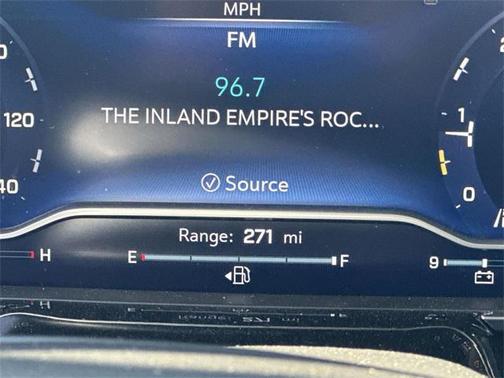 MPH
FM
96.7
THE INLAND EMPIRE'S ROC...
120
1
Source
40
0
Range: 271 mi
H
E
F
9